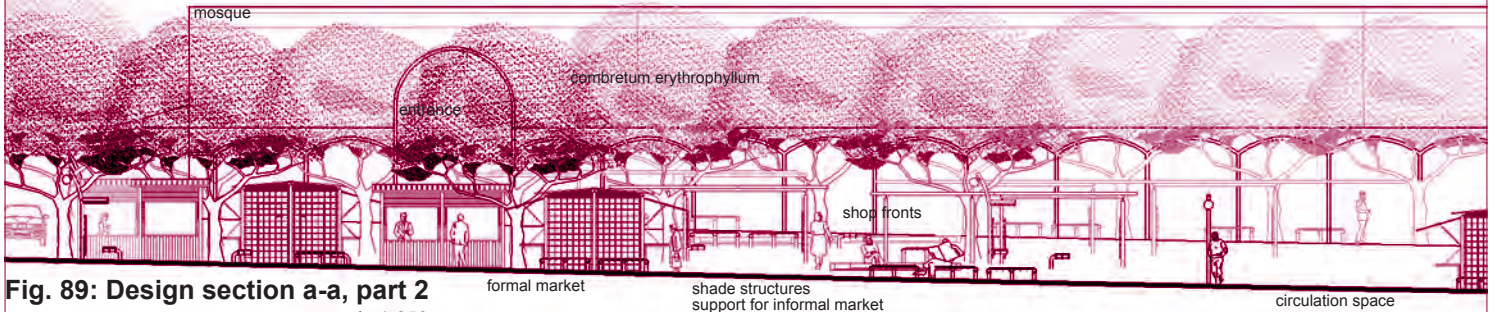 mosque
combretum erythrophyllum
entrance
shop fronts
Fig. 89: Design section a-a, part 2
formal market
shade structures
support for informal market
circulation space